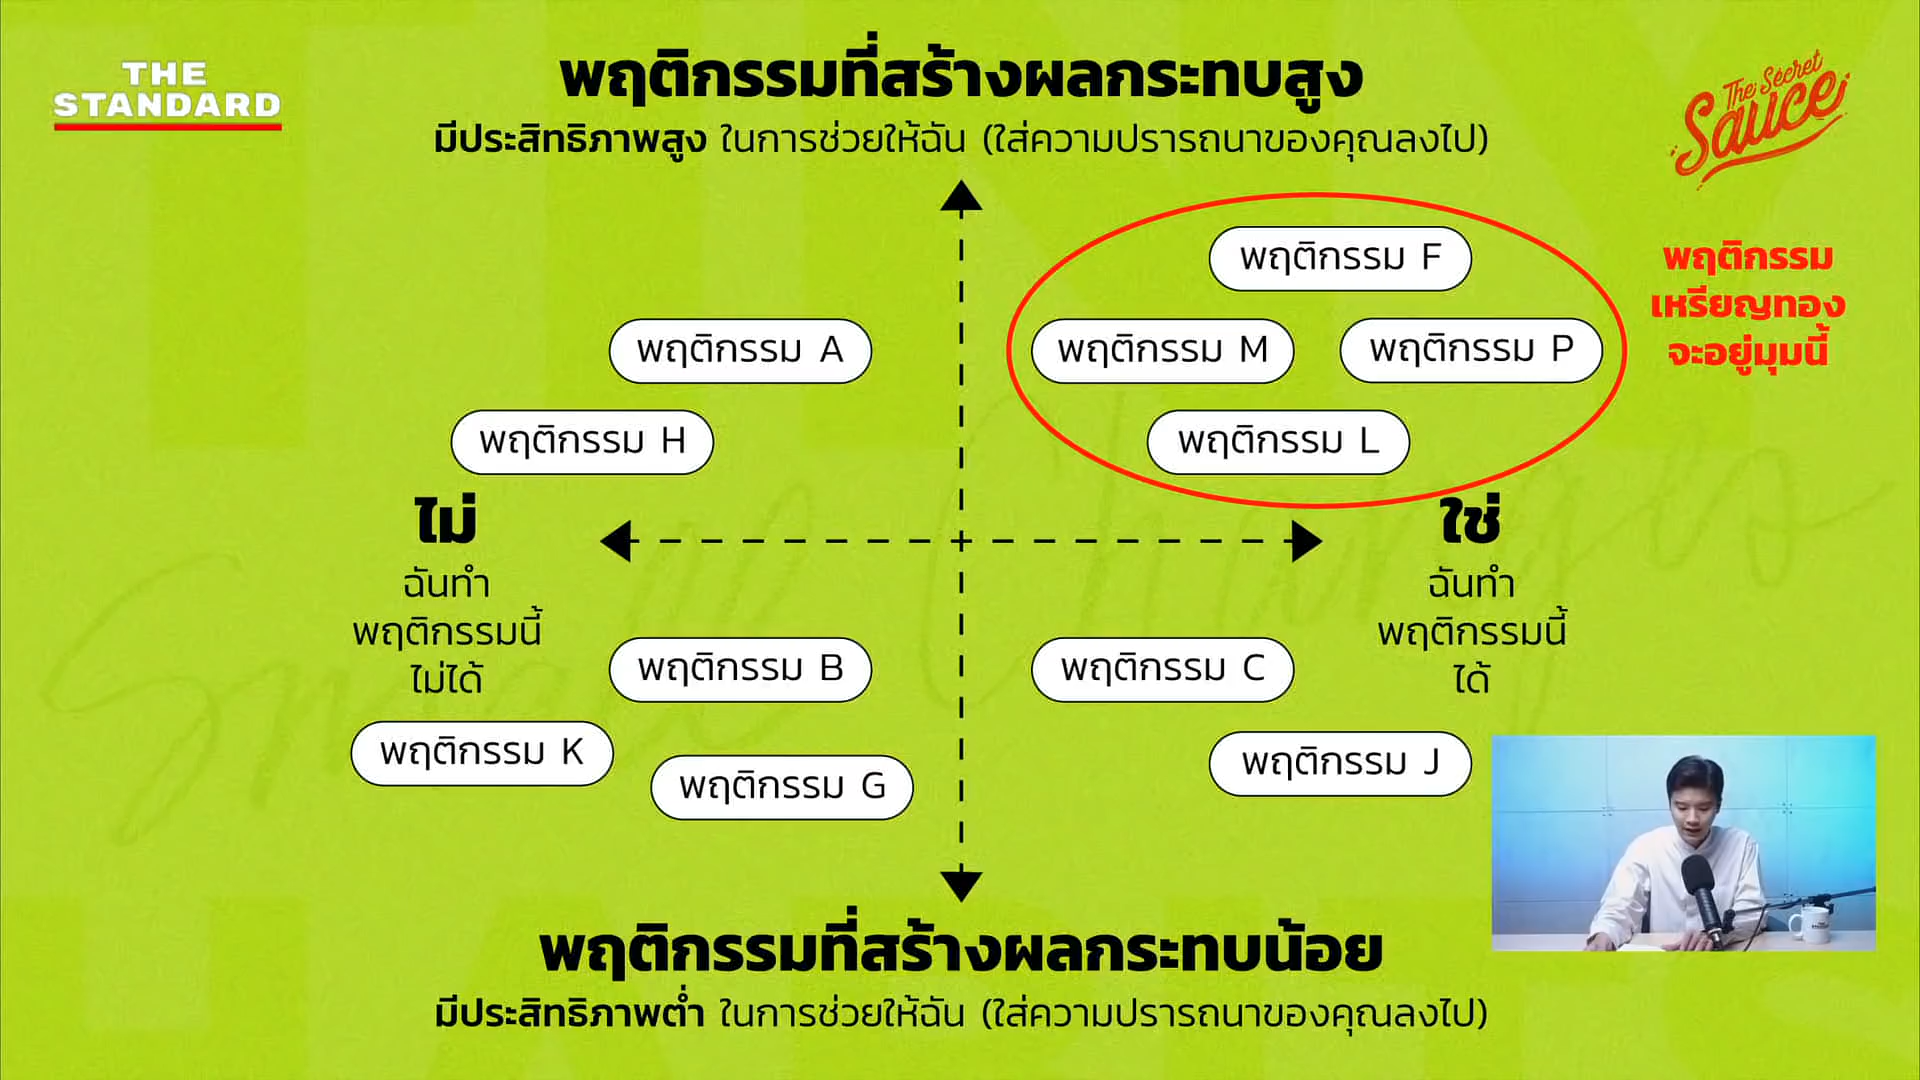 THE
STANDARD
พฤติกรรมที่สร้างผลกระทบสูง
มีประสิทธิภาพสูง ในการช่วยให้ฉัน (ใส่ความปรารถนาของคุณลงไป)
The Secret
Sauce
พฤติกรรม F
พฤติกรรม
เหรียญทอง
จะอยู่มุมนี้
พฤติกรรม A
พฤติกรรม M
พฤติกรรม P
พฤติกรรม H
พฤติกรรม L
ไม่
ฉันทำ
พฤติกรรมนี้
ไม่ได้
ใช่
ฉันทำ
พฤติกรรมนี้
ได้
พฤติกรรม B
พฤติกรรม C
พฤติกรรม K
พฤติกรรม G
พฤติกรรม J
พฤติกรรมที่สร้างผลกระทบน้อย
มีประสิทธิภาพต่ำ ในการช่วยให้ฉัน (ใส่ความปรารถนาของคุณลงไป)
TINY
Small Changes
HABITS